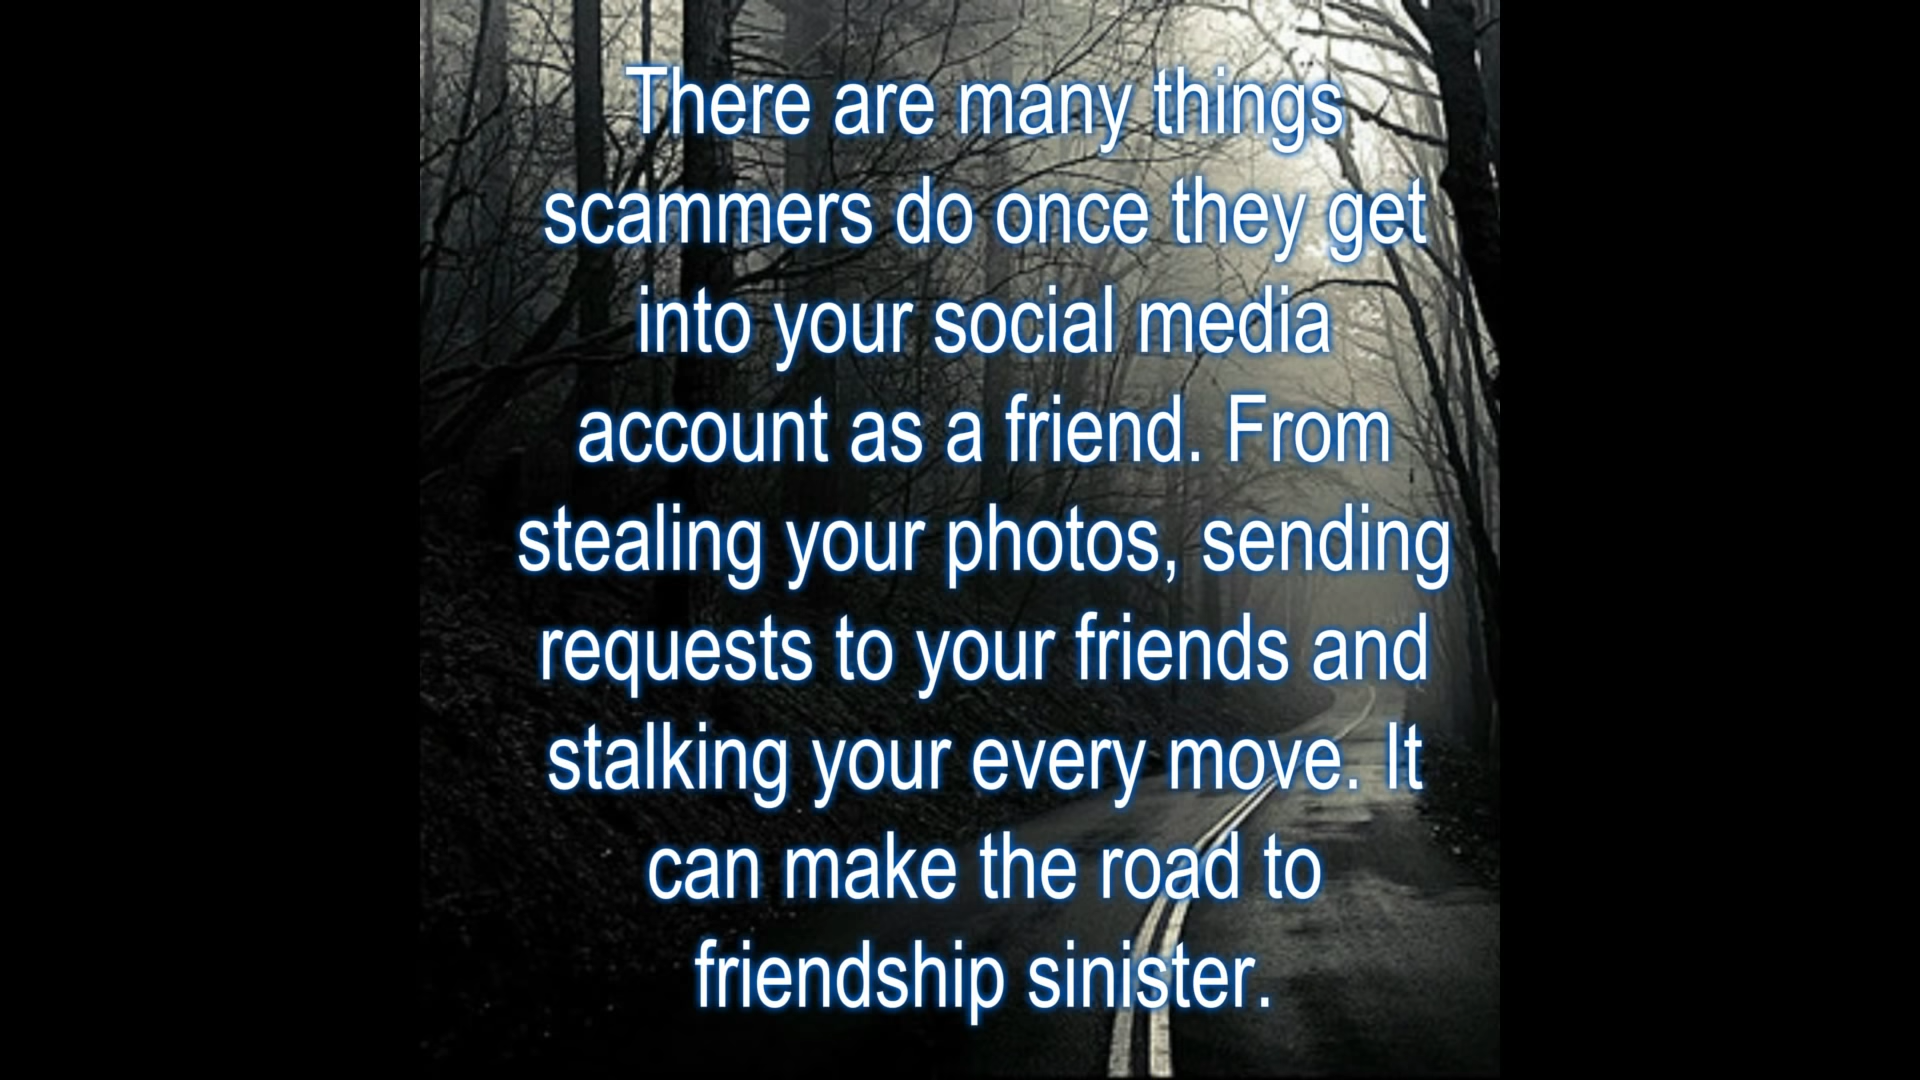 There are many things
scammers do once they get
into your social media
account as a friend. From
stealing your photos, sending
requests to your friends and
stalking your every move. It
can make the road to
friendship sinister.